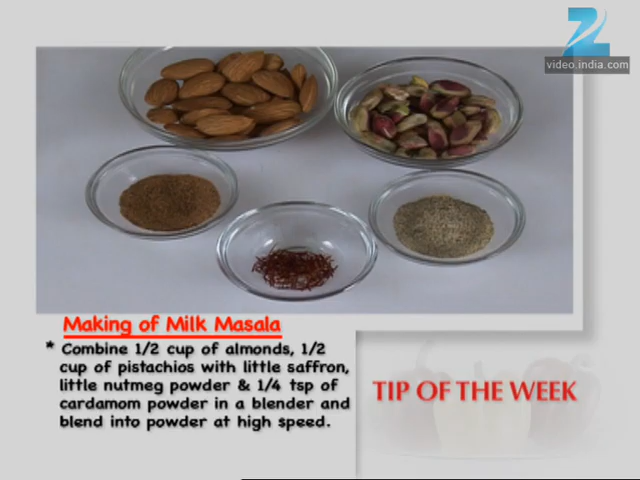 video.india.com
Making of Milk Masala
* Combine 1/2 cup of almonds, 1/2
cup of pistachios with little saffron,
little nutmeg powder & 1/4 tsp of
cardamom powder in a blender and
blend into powder at high speed.
TIP OF THE WEEK